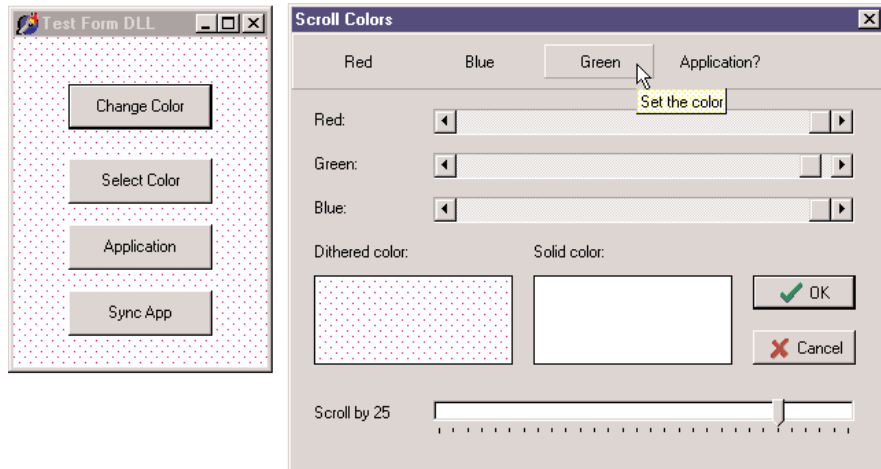 Test Form DLL
Change Color
Select Color
Application
Sync App
Scroll Colors
Red Blue Green Application?
Set the color
Red:
Green:
Blue:
Dithered color: Solid color:
OK
Cancel
Scroll by 25